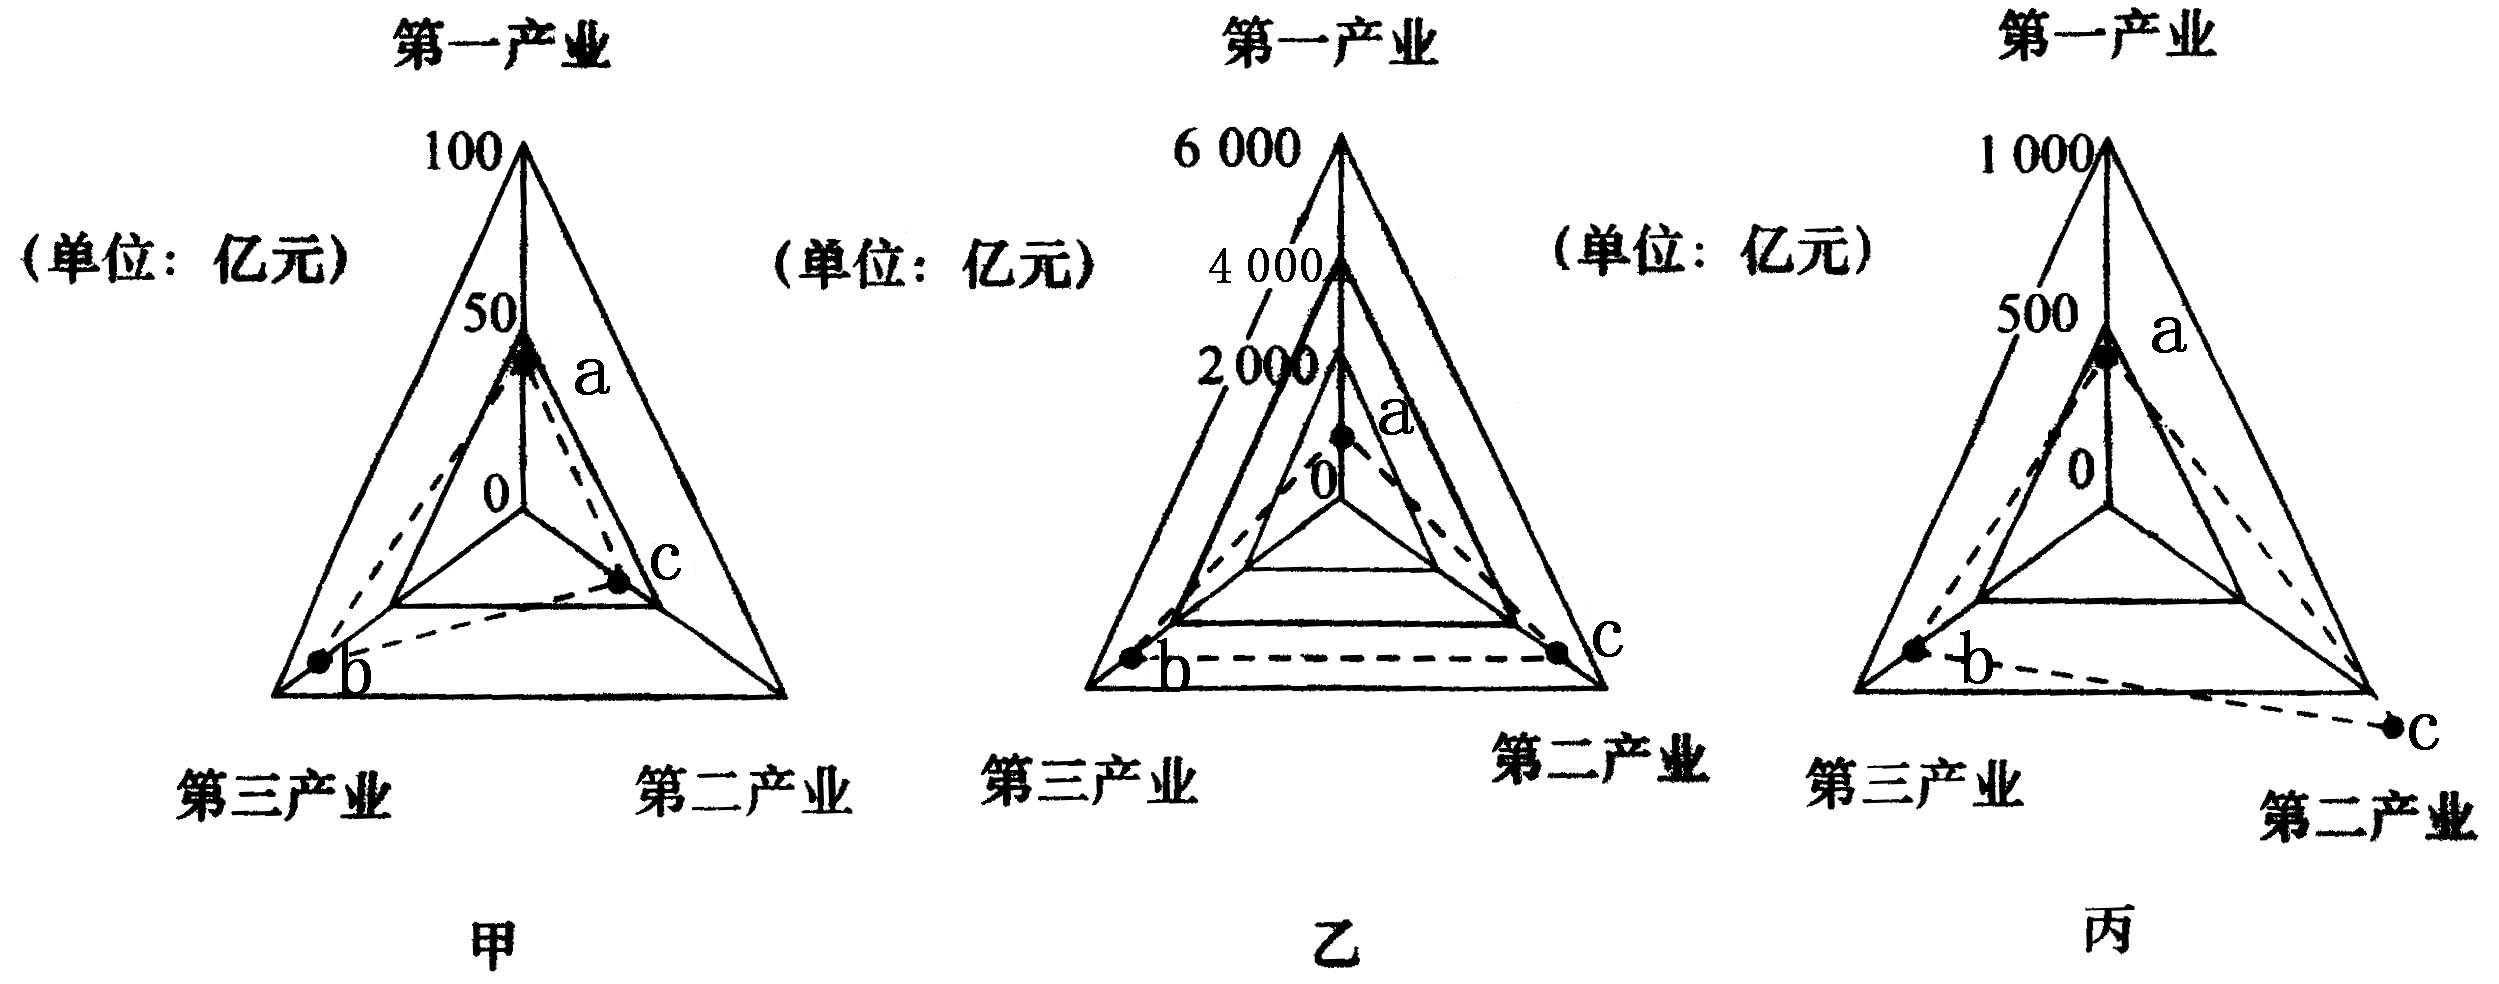 第一产业 第一产业 第一产业
100 6 000 1 000
(单位：亿元) (单位：亿元) (单位：亿元)
4 000
50 500
a
2 000
a a
0 0 0
c
c
b b b
c
第三产业 第二产业 第三产业 第二产业 第三产业 第二产业
甲 乙 丙